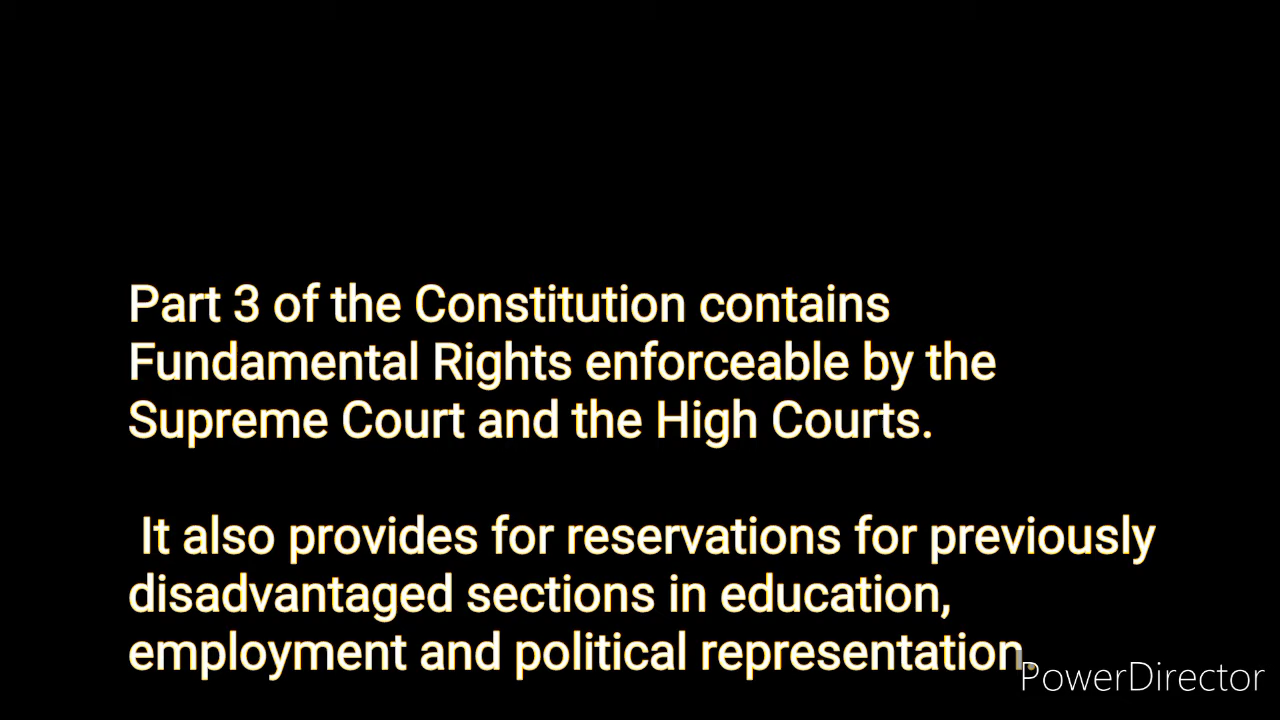 Part 3 of the Constitution contains
Fundamental Rights enforceable by the
Supreme Court and the High Courts.
It also provides for reservations for previously
disadvantaged sections in education,
employment and political representation.
PowerDirector